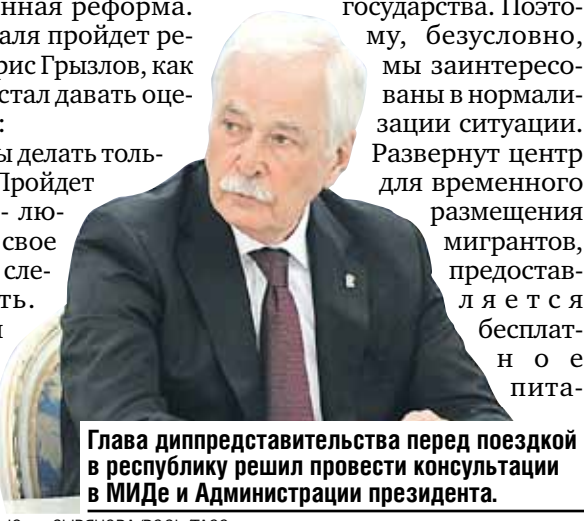 нная реформа.
аля пройдет ре-
рис Грызлов, как
стал давать оце-
:
ы делать толь-
Пройдет
- лю-
свое
сле-
ть.
государства. Поэто-
му, безусловно,
мы заинтересо-
ваны в нормали-
зации ситуации.
Развернут центр
для временного
размещения
мигрантов,
предостав-
ляется
бесплат-
ное
пита-
Глава диппредставительства перед поездкой
в республику решил провести консультации
в МИДе и Администрации президента.